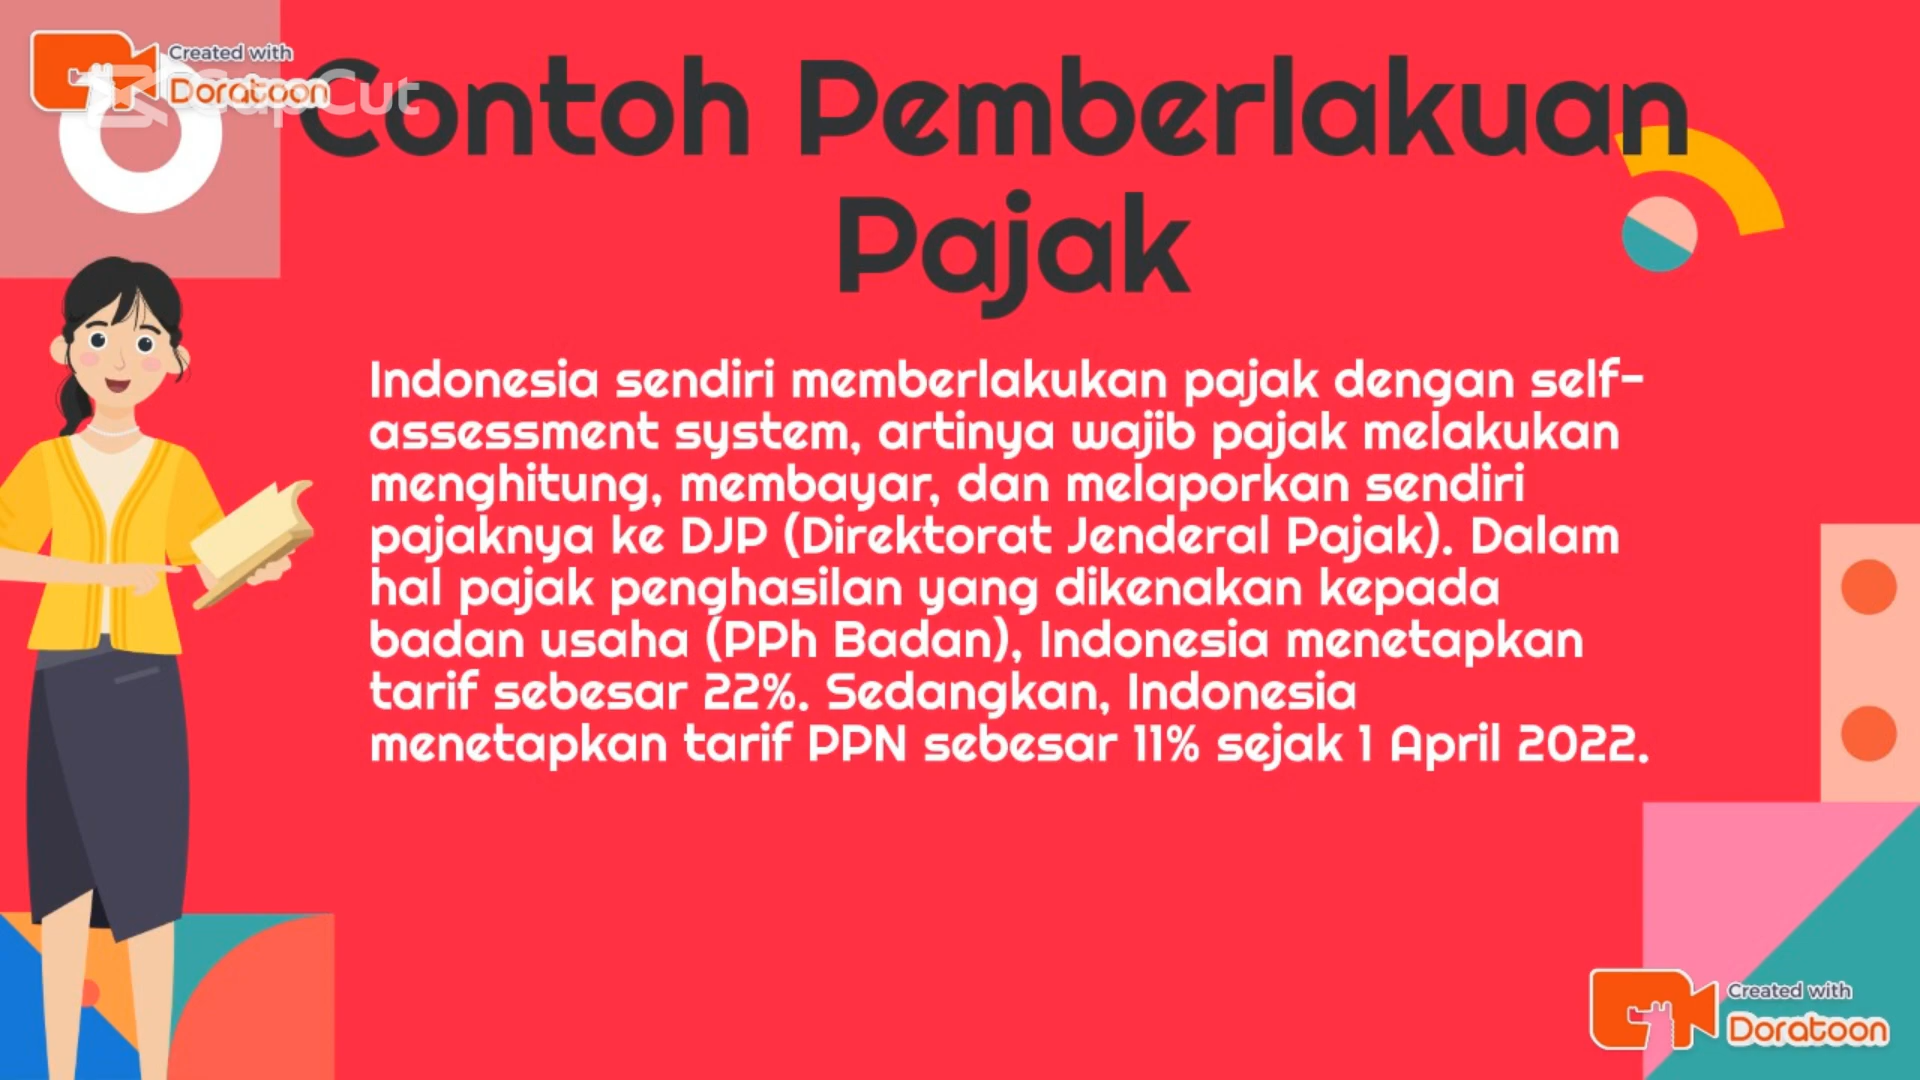 Created with
Doratoon
CapCut
Contoh Pemberlakuan
Pajak
Indonesia sendiri memberlakukan pajak dengan self-
assessment system, artinya wajib pajak melakukan
menghitung, membayar, dan melaporkan sendiri
pajaknya ke DJP (Direktorat Jenderal Pajak). Dalam
hal pajak penghasilan yang dikenakan kepada
badan usaha (PPh Badan), Indonesia menetapkan
tarif sebesar 22%. Sedangkan, Indonesia
menetapkan tarif PPN sebesar 11% sejak 1 April 2022.
Created with
Doratoon